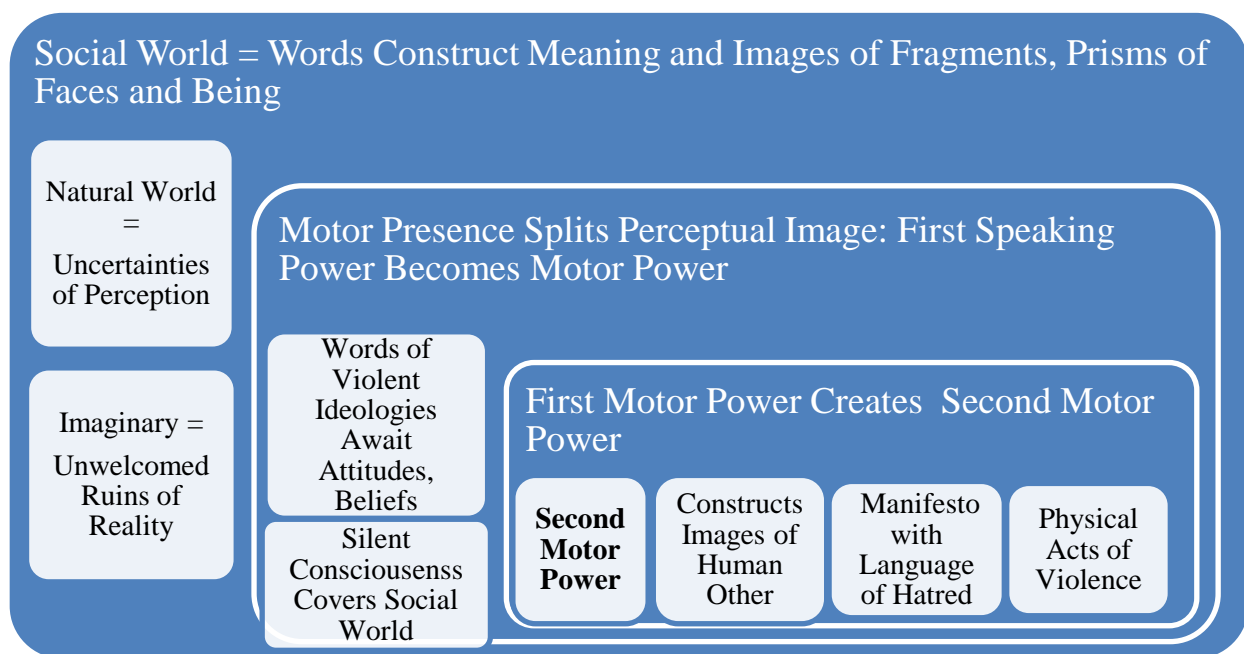 Social World = Words Construct Meaning and Images of Fragments, Prisms of
Faces and Being
Natural World
=
Uncertainties
of Perception
Imaginary =
Unwelcomed
Ruins of
Reality
Motor Presence Splits Perceptual Image: First Speaking
Power Becomes Motor Power
Words of
Violent
Ideologies
Await
Attitudes,
Beliefs
Silent
Consciousenss
Covers Social
World
First Motor Power Creates Second Motor
Power
Second
Motor
Power
Constructs
Images of
Human
Other
Manifesto
with
Language
of Hatred
Physical
Acts of
Violence